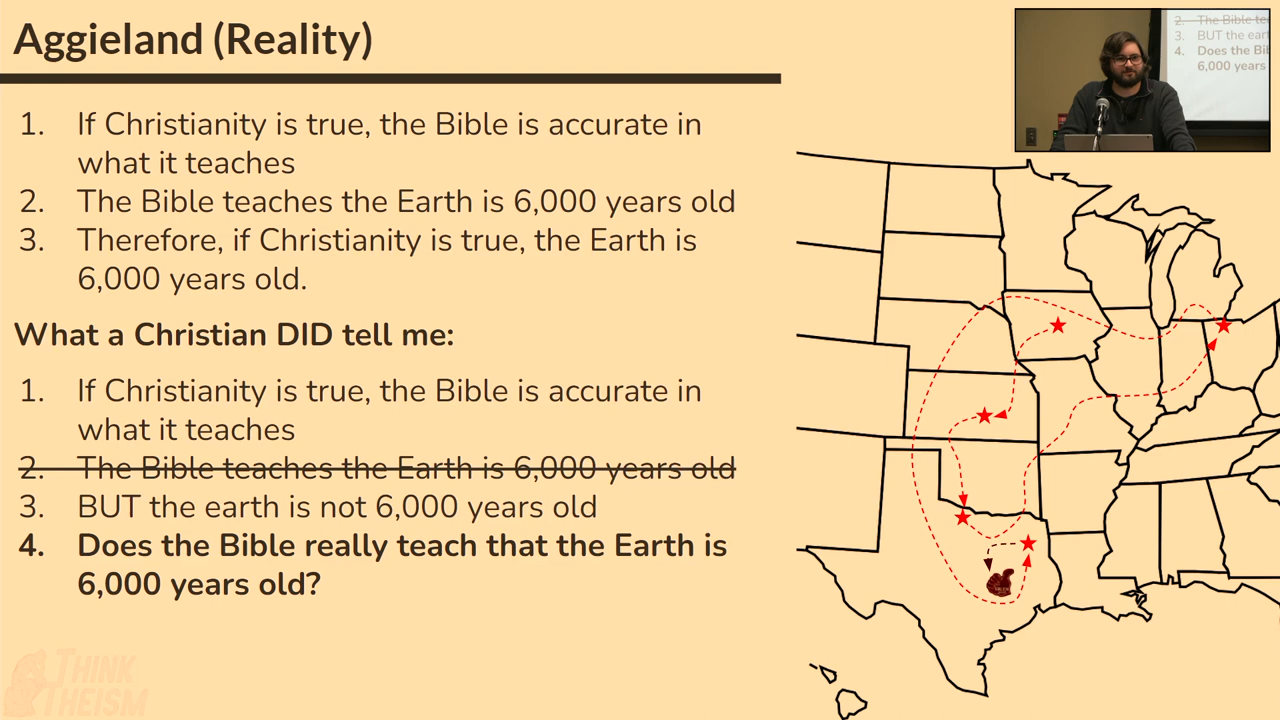 Aggieland (Reality)
1. If Christianity is true, the Bible is accurate in
what it teaches
2. The Bible teaches the Earth is 6,000 years old
3. Therefore, if Christianity is true, the Earth is
6,000 years old.
What a Christian DID tell me:
1. If Christianity is true, the Bible is accurate in
what it teaches
2. The Bible teaches the Earth is 6,000 years old
3. BUT the earth is not 6,000 years old
4. Does the Bible really teach that the Earth is
6,000 years old?
2. The Bible
3. BUT the
4. Does the
6,000 years
THINK
THEISM